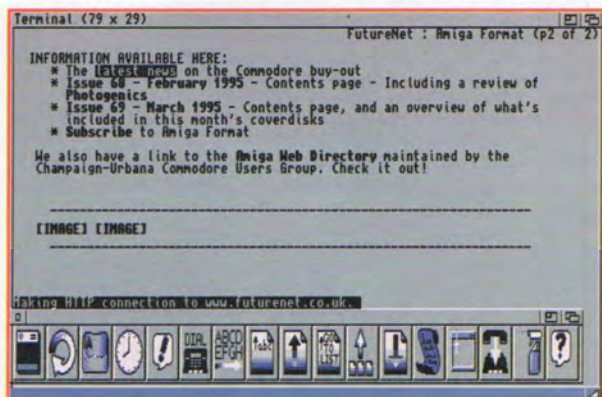 Terminal (79 x 29)
FutureNet : Amiga Format (p2 of 2)
INFORMATION AVAILABLE HERE:
* The latest news on the Commodore buy-out
* Issue 68 - February 1995 - Contents page - Including a review of
Photogenics
* Issue 69 - March 1995 - Contents page, and an overview of what's
included in this month's coverdisks
* Subscribe to Amiga Format
We also have a link to the Amiga Web Directory maintained by the
Champaign-Urbana Commodore Users Group. Check it out!
[IMAGE] [IMAGE]
Making HTTP connection to www.futurenet.co.uk.
A
!
DIAL
ABCD
EFGH
?abc
GO
TO
LIST
?